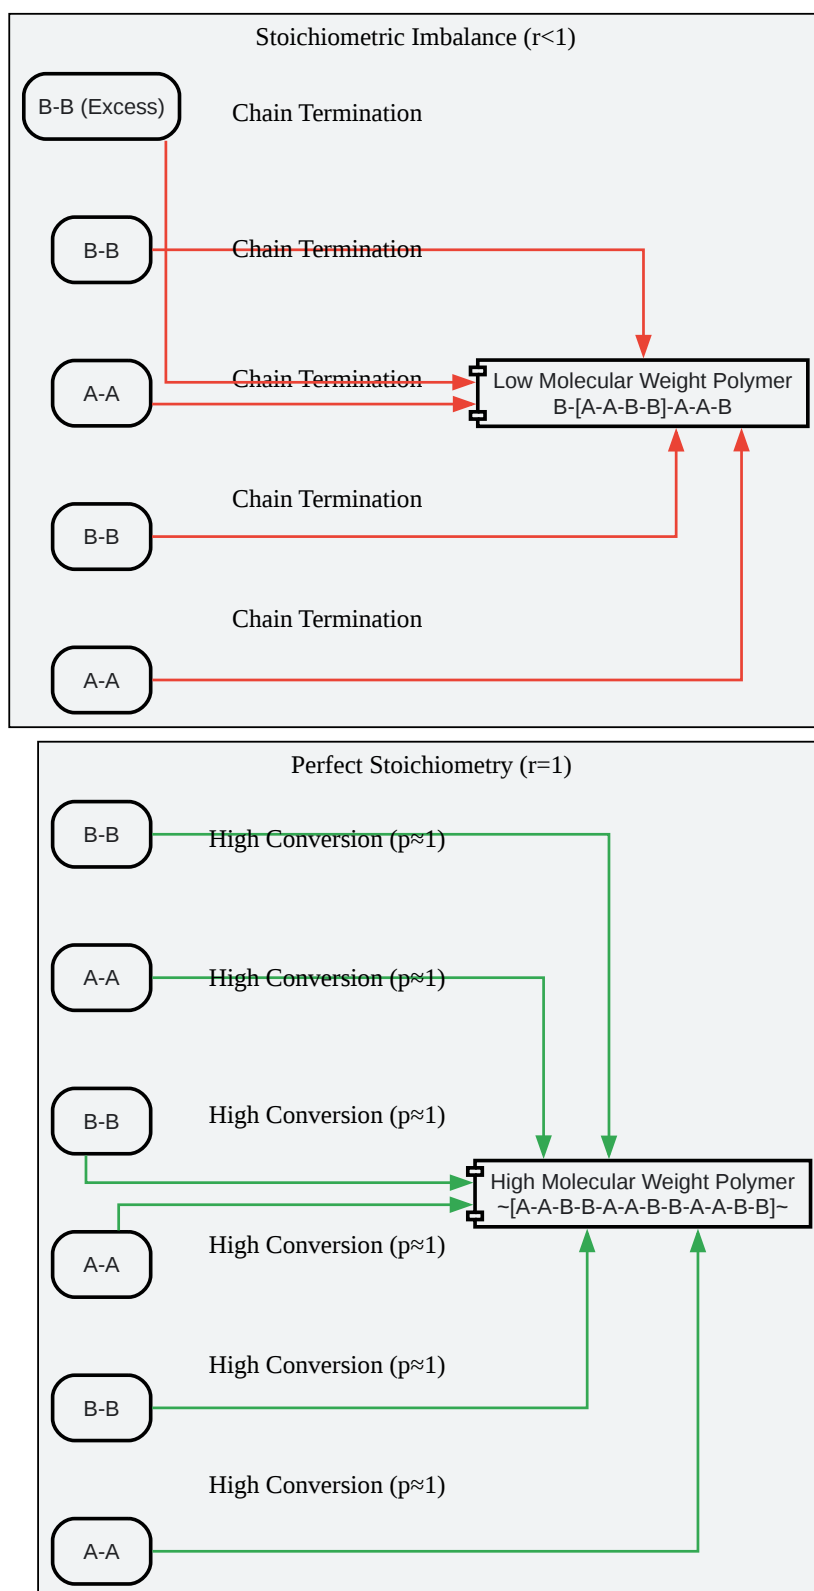 Stoichiometric Imbalance (r<1)
B-B (Excess)
Chain Termination
B-B
Chain Termination
A-A
Chain Termination
Low Molecular Weight Polymer
B-[A-A-B-B]-A-A-B
B-B
Chain Termination
Chain Termination
A-A
Perfect Stoichiometry (r=1)
B-B
High Conversion (p≈1)
A-A
High Conversion (p≈1)
B-B
High Conversion (p≈1)
High Molecular Weight Polymer
~[A-A-B-B-A-A-B-B-A-A-B-B]~
A-A
High Conversion (p≈1)
High Conversion (p≈1)
B-B
High Conversion (p≈1)
A-A